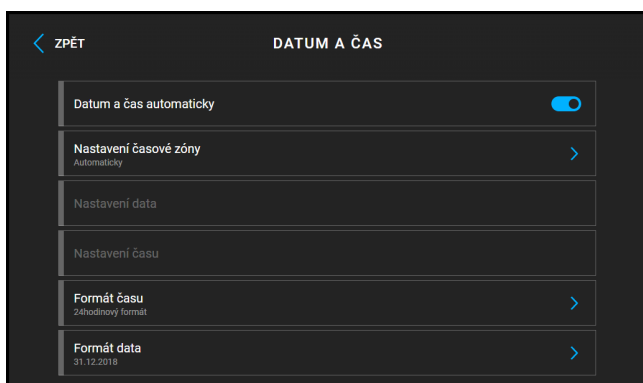 ZPĚT
DATUM A ČAS
Datum a čas automaticky
Nastavení časové zóny
Automaticky
Nastavení data
Nastavení času
Formát času
24hodinový formát
Formát data
31.12.2018